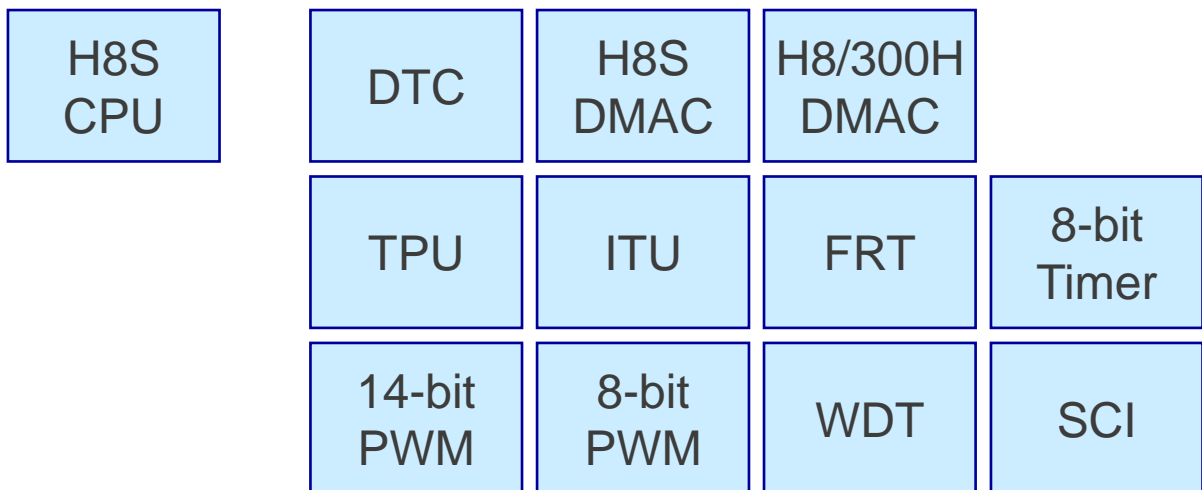 H8S
CPU
DTC
H8S
DMAC
H8/300H
DMAC
TPU
ITU
FRT
8-bit
Timer
14-bit
PWM
8-bit
PWM
WDT
SCI